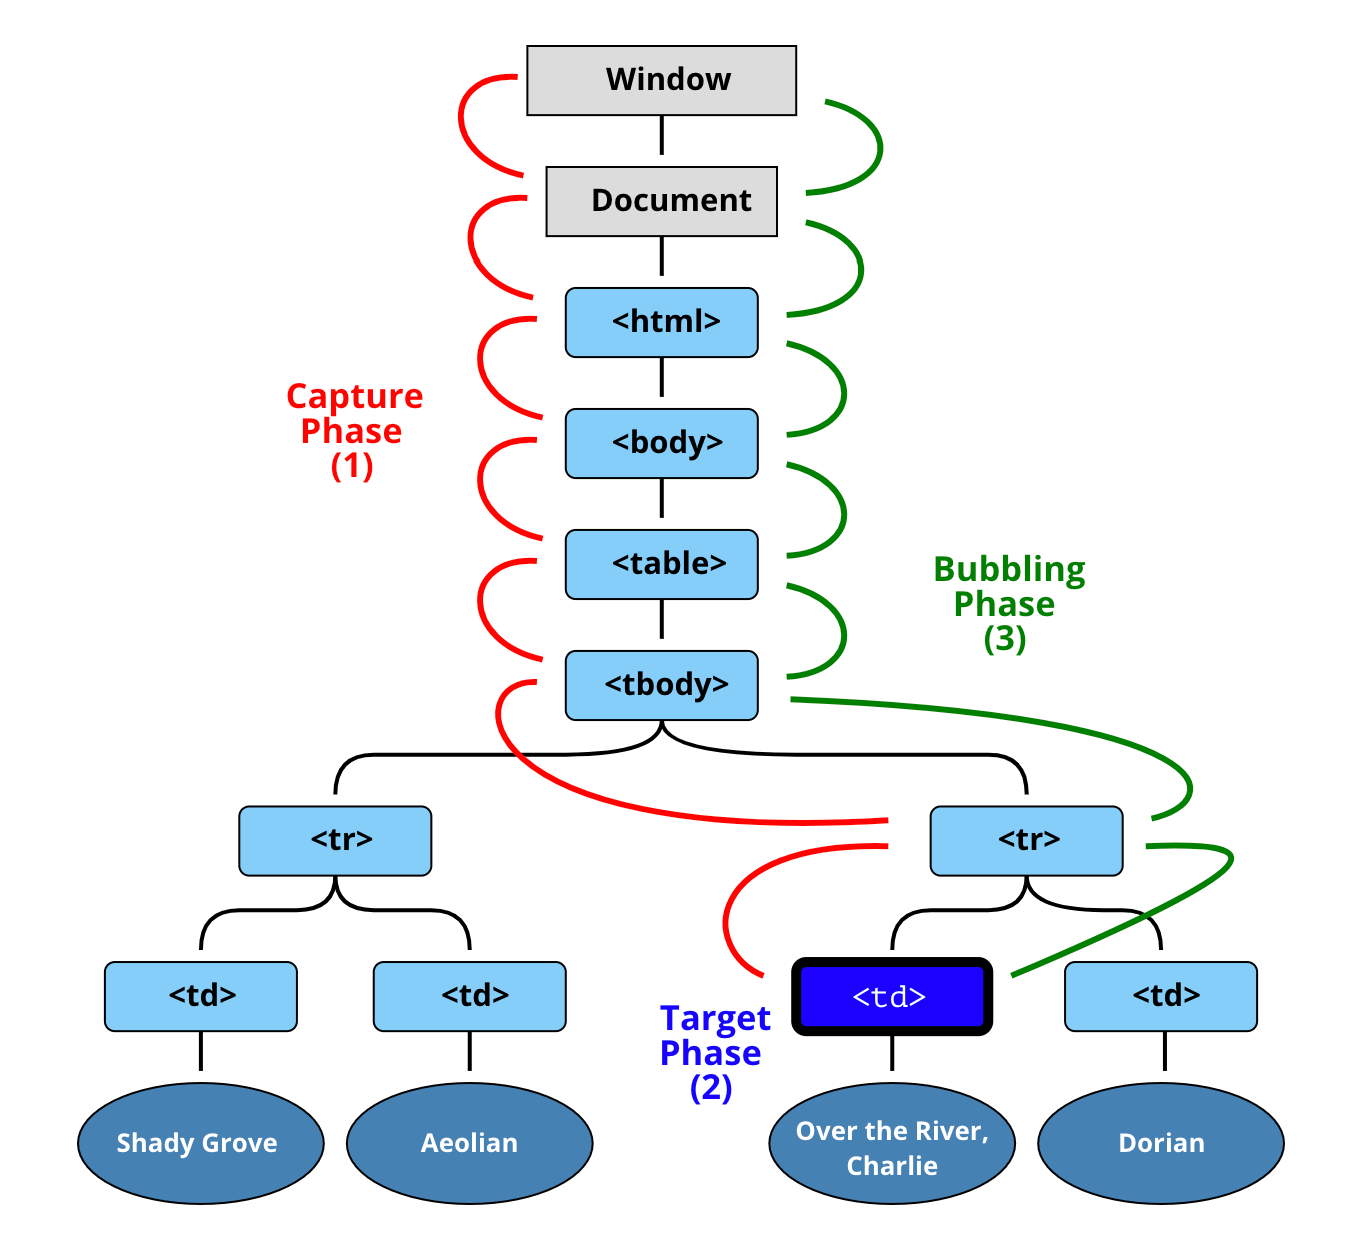 Window
Document
<html>
Capture
Phase
(1)
<body>
<table>
Bubbling
Phase
(3)
<tbody>
<tr>
<tr>
<td>
<td>
<td>
<td>
Target
Phase
(2)
Shady Grove
Aeolian
Over the River,
Charlie
Dorian